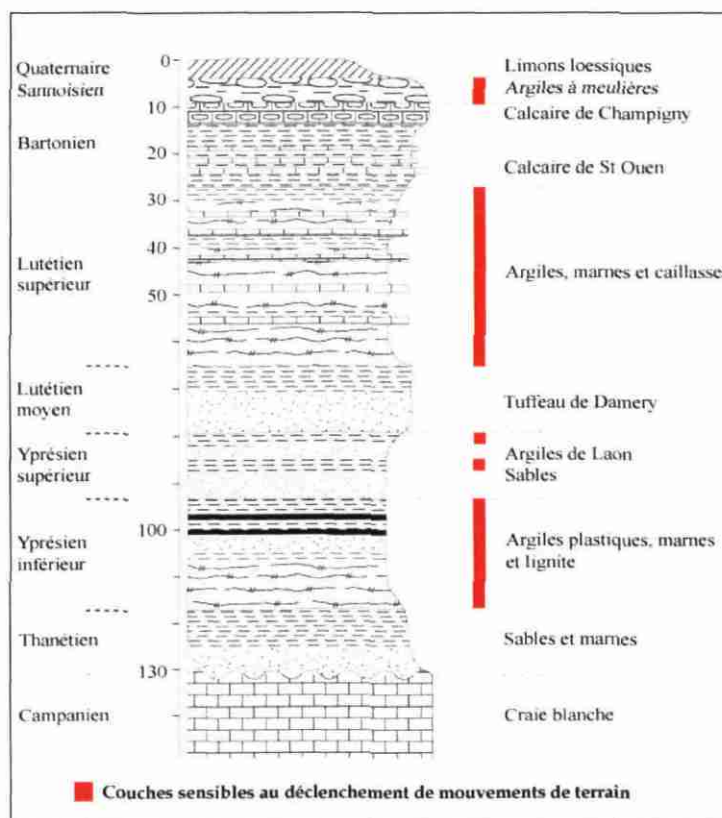 Quaternaire
Sannoisien
Bartonien
Lutétien
supérieur
Lutétien
moyen
Yprésien
supérieur
Yprésien
inférieur
Thanétien
Campanien
0
10
20
30
40
50
100
130
Limons loessiques
Argiles à meulières
Calcaire de Champigny
Calcaire de St Ouen
Argiles, marnes et caillasse
Tuffeau de Damery
Argiles de Laon
Sables
Argiles plastiques, marnes
et lignite
Sables et marnes
Craie blanche
Couches sensibles au déclenchement de mouvements de terrain